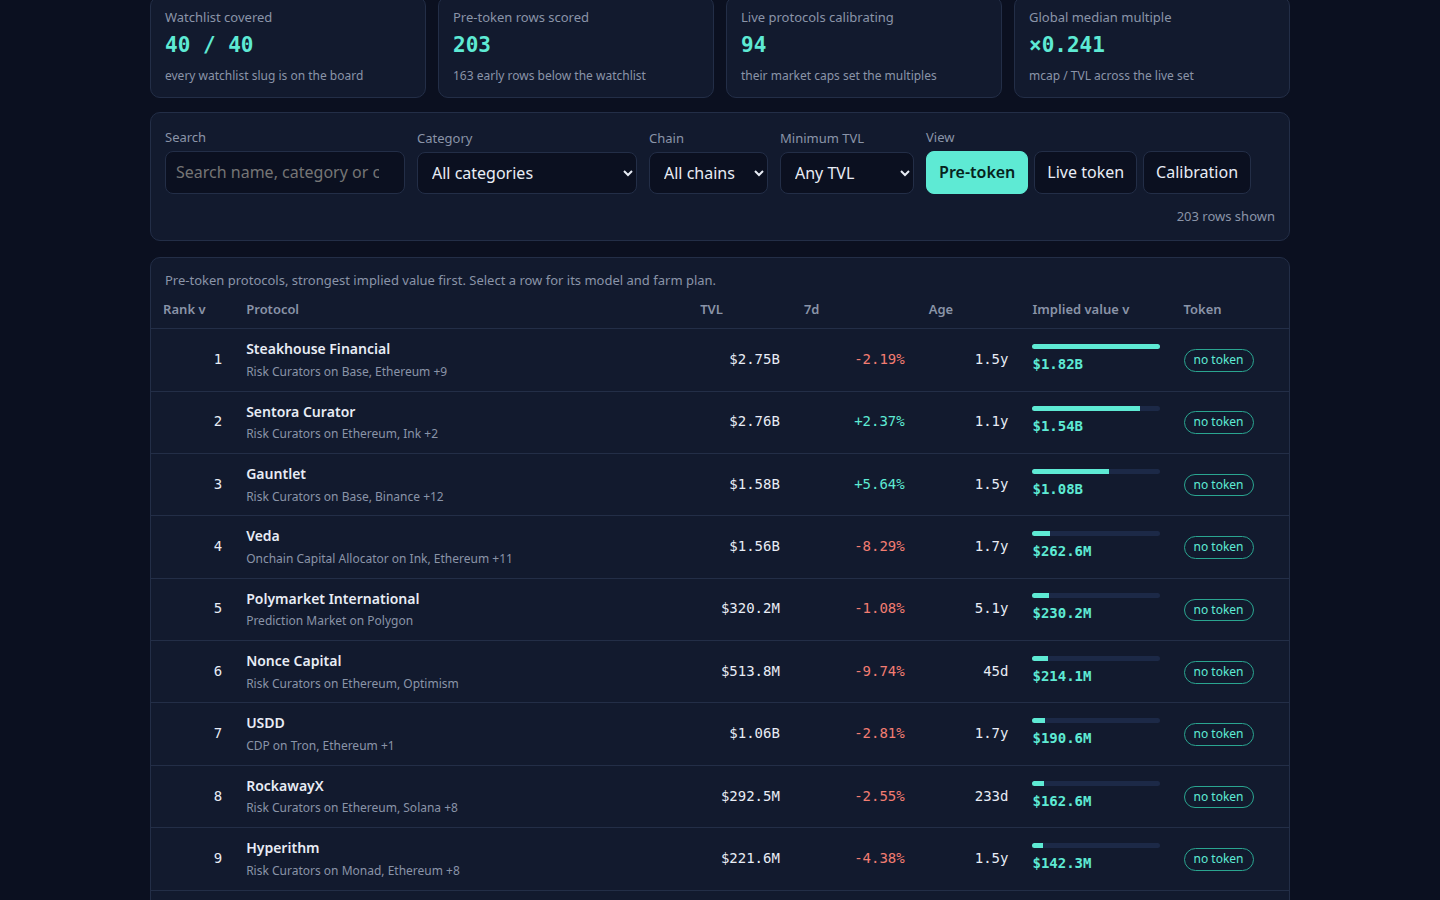 Watchlist covered
40 / 40
every watchlist slug is on the board
Pre-token rows scored
203
163 early rows below the watchlist
Live protocols calibrating
94
their market caps set the multiples
Global median multiple
×0.241
mcap / TVL across the live set
Search
Search name, category or c
Category
All categories
Chain
All chains
Minimum TVL
Any TVL
View
Pre-token
Live token
Calibration
203 rows shown
Pre-token protocols, strongest implied value first. Select a row for its model and farm plan.
Rank v Protocol TVL 7d Age Implied value v Token
1 Steakhouse Financial $2.75B -2.19% 1.5y $1.82B no token
Risk Curators on Base, Ethereum +9
2 Sentora Curator $2.76B +2.37% 1.1y $1.54B no token
Risk Curators on Ethereum, Ink +2
3 Gauntlet $1.58B +5.64% 1.5y $1.08B no token
Risk Curators on Base, Binance +12
4 Veda $1.56B -8.29% 1.7y $262.6M no token
Onchain Capital Allocator on Ink, Ethereum +11
5 Polymarket International $320.2M -1.08% 5.1y $230.2M no token
Prediction Market on Polygon
6 Nonce Capital $513.8M -9.74% 45d $214.1M no token
Risk Curators on Ethereum, Optimism
7 USDD $1.06B -2.81% 1.7y $190.6M no token
CDP on Tron, Ethereum +1
8 RockawayX $292.5M -2.55% 233d $162.6M no token
Risk Curators on Ethereum, Solana +8
9 Hyperithm $221.6M -4.38% 1.5y $142.3M no token
Risk Curators on Monad, Ethereum +8